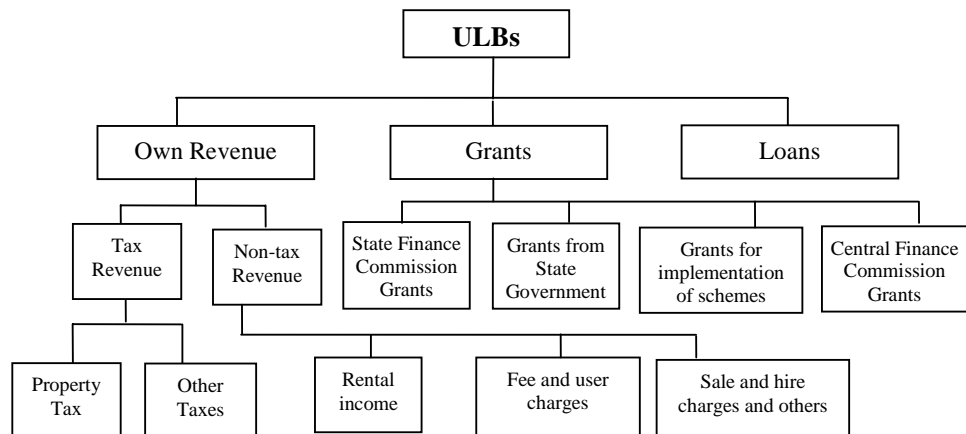 ULBs
Own Revenue
Grants
Loans
Tax
Revenue
Non-tax
Revenue
State Finance
Commission
Grants
Grants from
State
Government
Grants for
implementation
of schemes
Central Finance
Commission
Grants
Property
Tax
Other
Taxes
Rental
income
Fee and user
charges
Sale and hire
charges and others